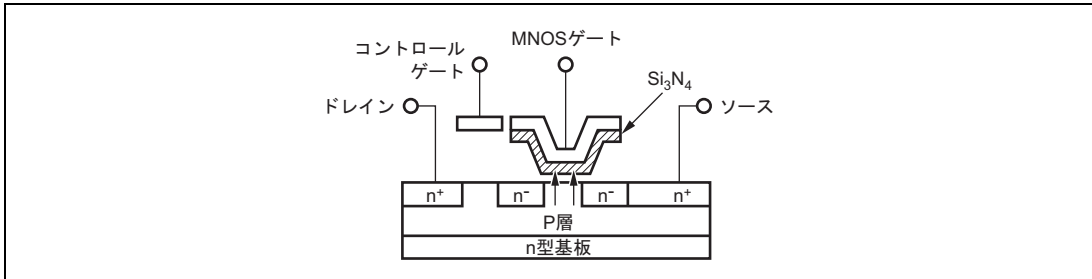 MNOSゲート
コントロール
ゲート
Si₃N₄
ドレイン
ソース
n⁺
n⁻
n⁻
n⁺
P層
n型基板